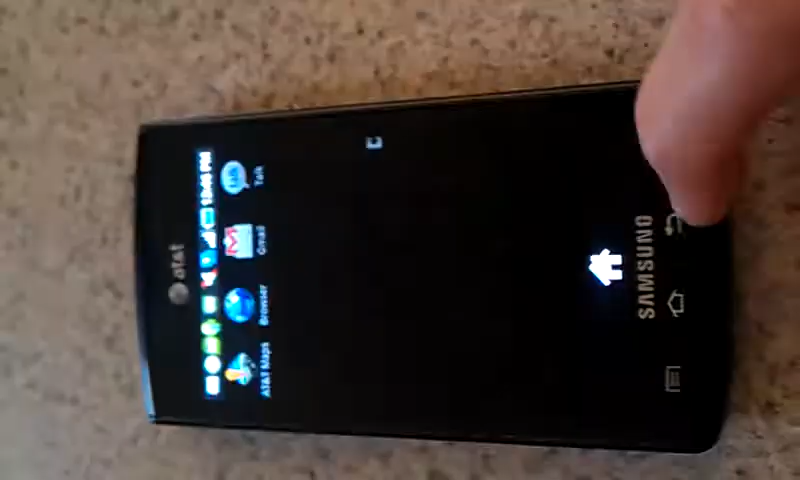 at&t
Talk
Gmail
Browser
AT&T Maps
SAMSUNG